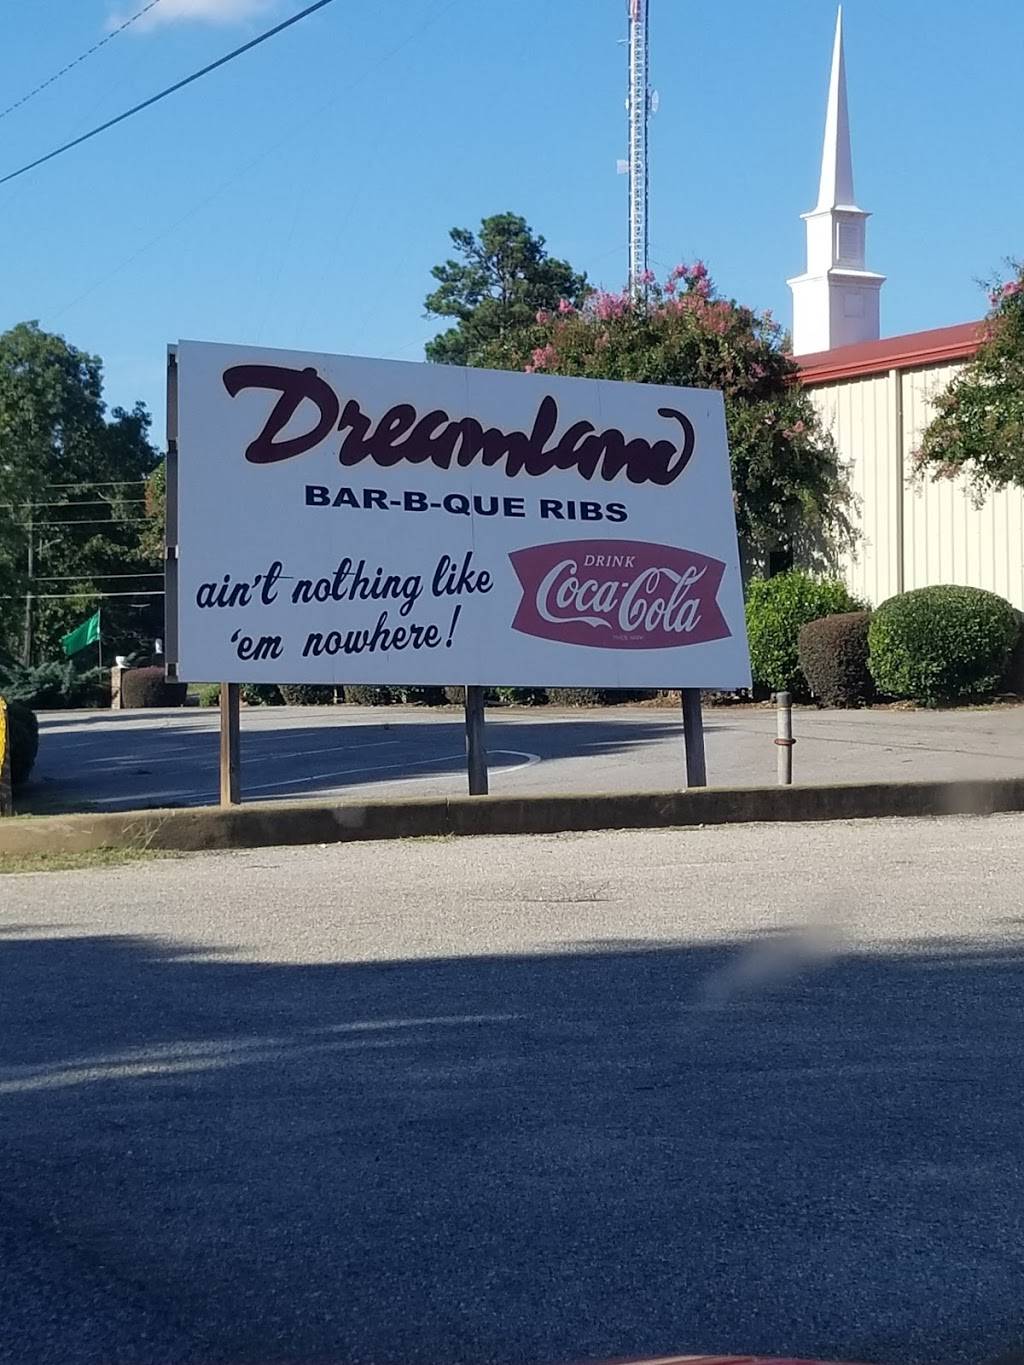 Dreamland
BAR-B-QUE RIBS
ain't nothing like
'em nowhere!
DRINK
Coca-Cola